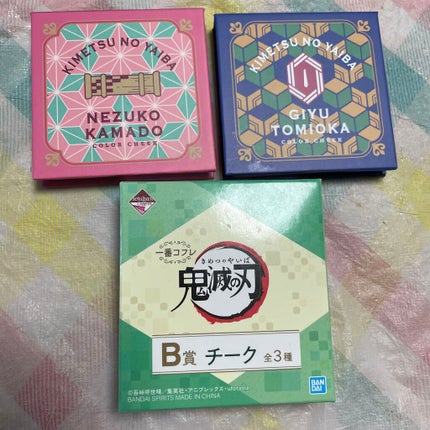 KIMETSU NO YAIBA
NEZUKO
KAMADO
COLOR CHEEK
KIMETSU NO YAIBA
GIYU
TOMIOKA
COLOR CHEEK
一番コフレ
きめつのやいば
鬼滅の刃
B賞 チーク 全3種
©吾峠呼世晴／集英社・アニプレックス・ufotable
BANDAI SPIRITS MADE IN CHINA
BANDAI